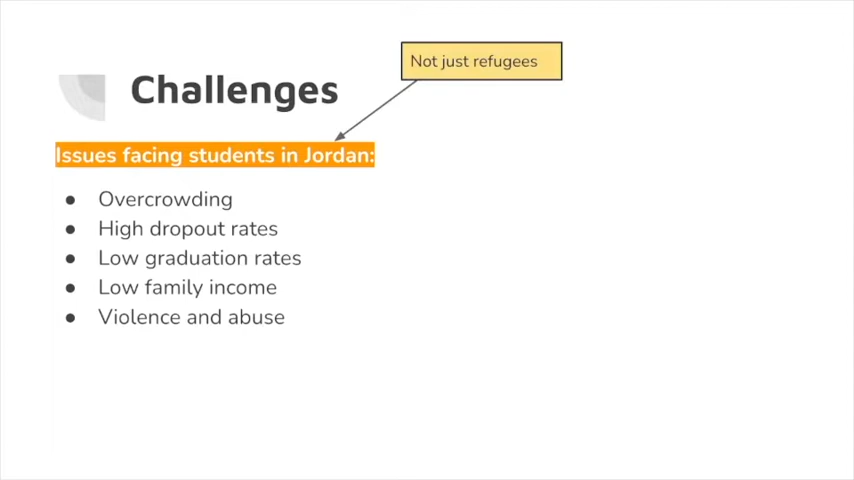 Not just refugees
Challenges
Issues facing students in Jordan:
● Overcrowding
● High dropout rates
● Low graduation rates
● Low family income
● Violence and abuse